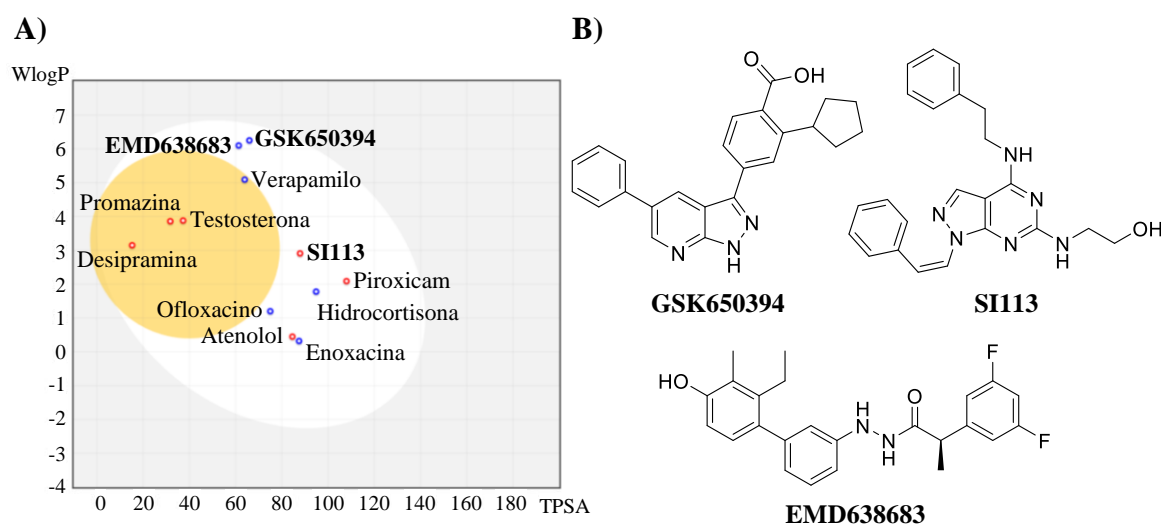 A)
WlogP
7
6
5
4
3
2
1
0
-1
-2
-3
-4
0 20 40 60 80 100 120 140 160 180 TPSA
EMD638683
GSK650394
Verapamilo
Promazina
Testosterona
Desipramina
SI113
Piroxicam
Ofloxacino
Hidrocortisona
Atenolol
Enoxacina
B)
O
OH
N
N
N
H
GSK650394
NH
N
N
N
N
N
H
OH
SI113
HO
H
N
N
H
O
F
F
EMD638683